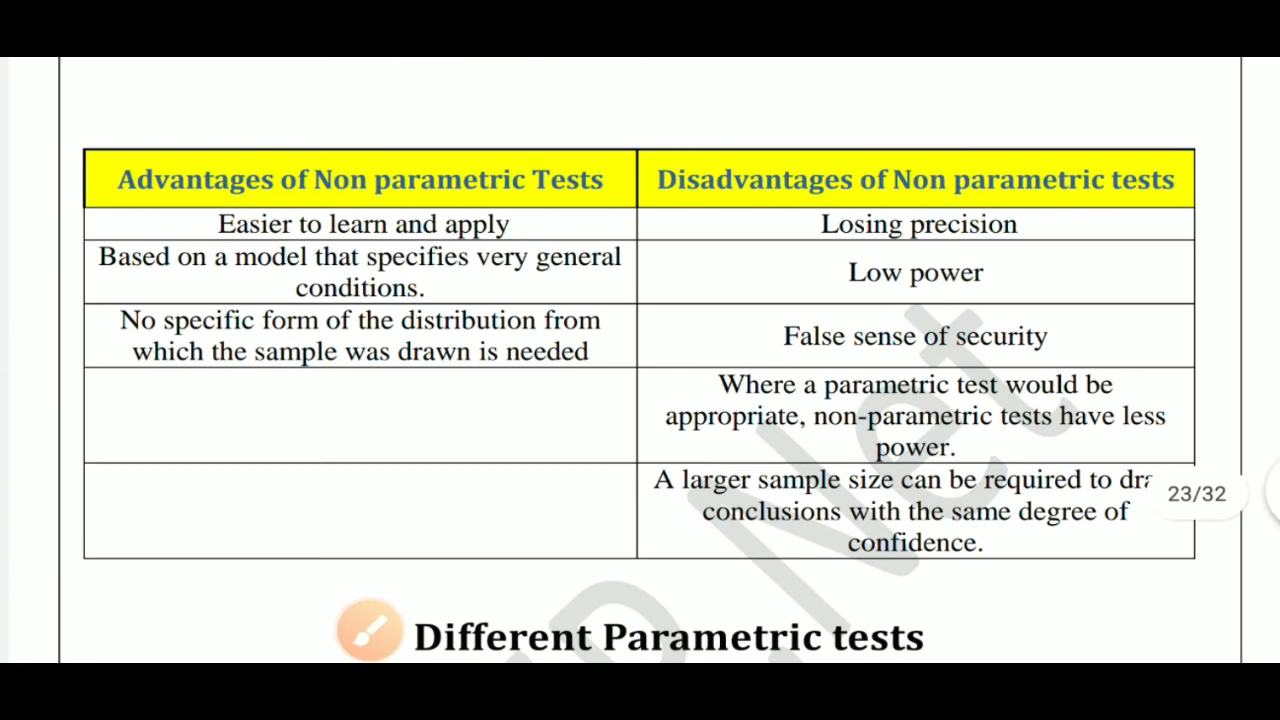 Advantages of Non parametric Tests
Disadvantages of Non parametric tests
Easier to learn and apply
Losing precision
Based on a model that specifies very general
conditions.
Low power
No specific form of the distribution from
which the sample was drawn is needed
False sense of security
Where a parametric test would be
appropriate, non-parametric tests have less
power.
A larger sample size can be required to
conclusions with the same degree of
confidence.
23/32
Net
Different Parametric tests